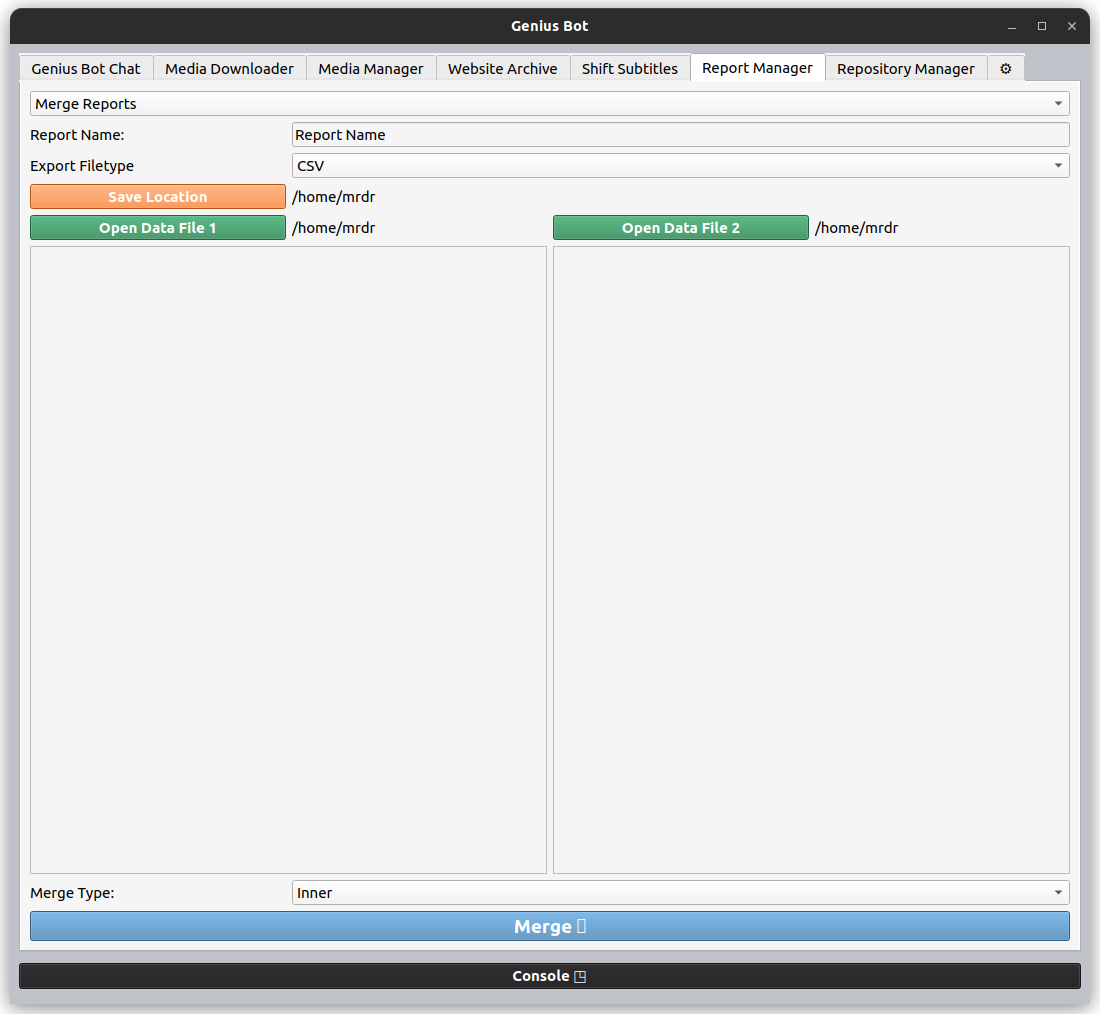 Genius Bot
Genius Bot Chat Media Downloader Media Manager Website Archive Shift Subtitles Report Manager Repository Manager ⚙
Merge Reports
Report Name: Report Name
Export Filetype CSV
Save Location /home/mrdr
Open Data File 1 /home/mrdr Open Data File 2 /home/mrdr
Merge Type: Inner
Merge
Console